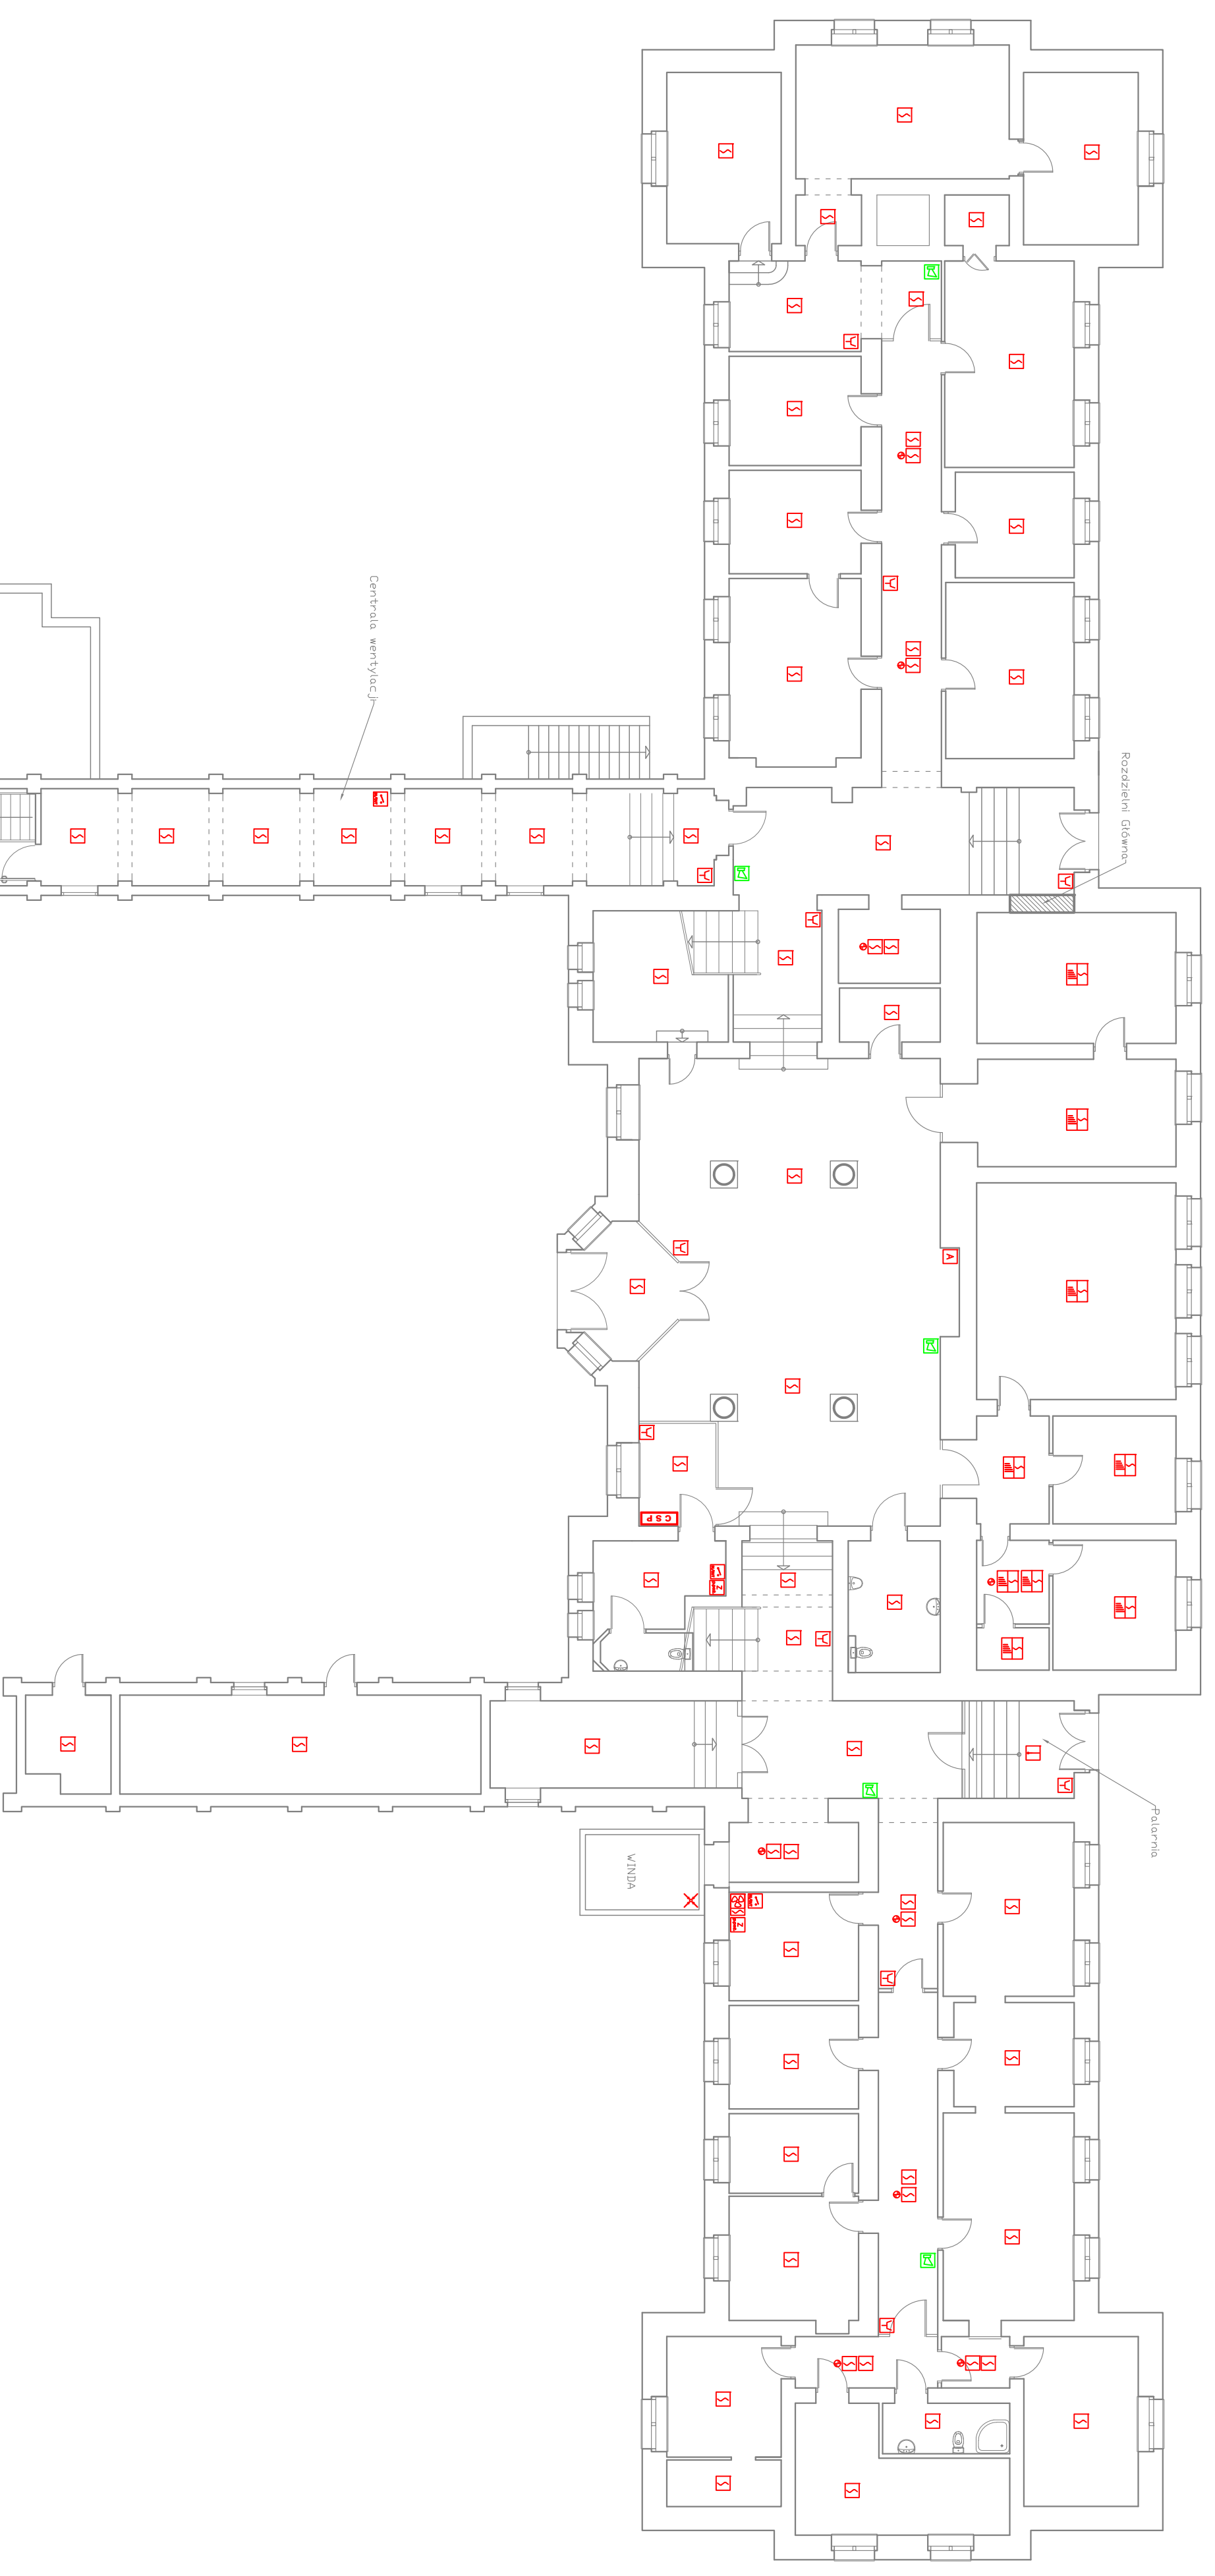 Centrala wentylacji
Rozdzielni Główna
A
CSP
Z
Palarnia
WINDA
Z